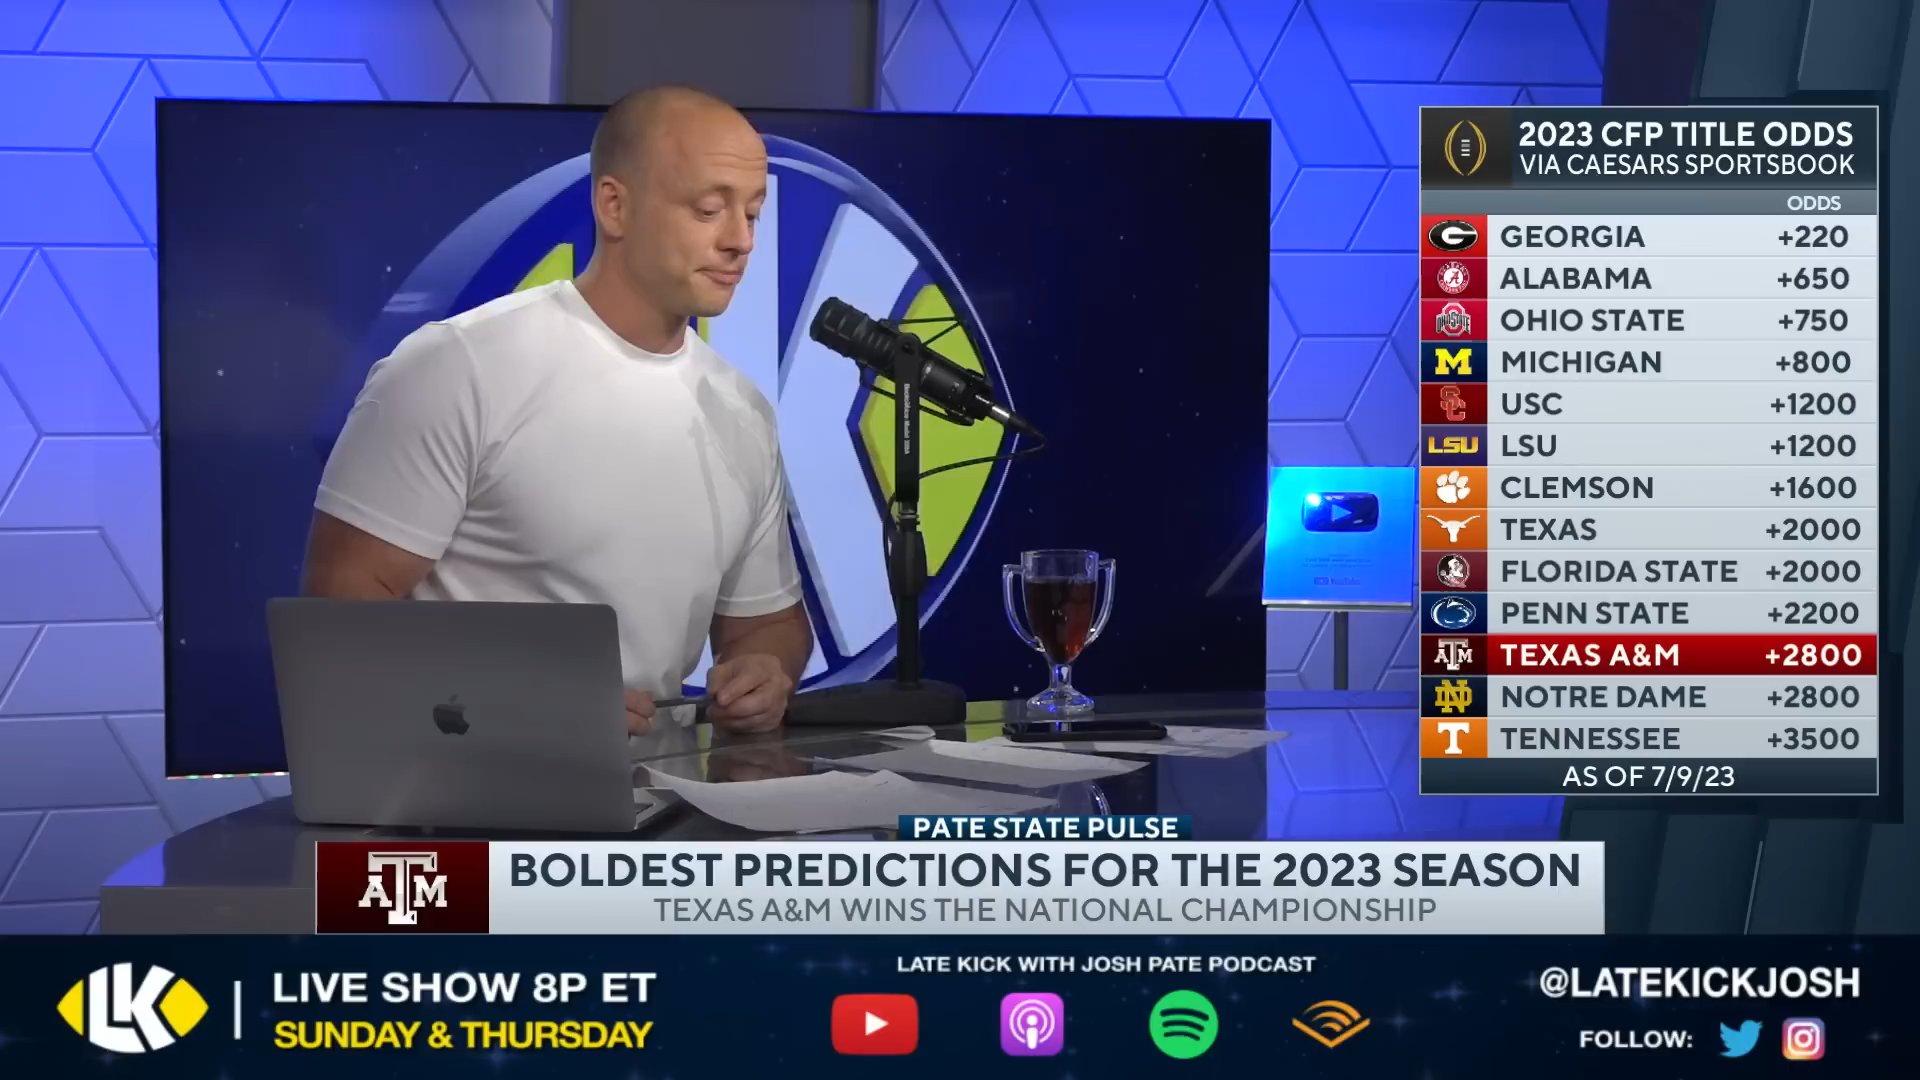 2023 CFP TITLE ODDS
VIA CAESARS SPORTSBOOK
ODDS
GEORGIA +220
ALABAMA +650
OHIO STATE +750
MICHIGAN +800
USC +1200
LSU LSU +1200
CLEMSON +1600
TEXAS +2000
FLORIDA STATE +2000
PENN STATE +2200
TEXAS A&M +2800
NOTRE DAME +2800
TENNESSEE +3500
AS OF 7/9/23
YouTube
PATE STATE PULSE
ATM
BOLDEST PREDICTIONS FOR THE 2023 SEASON
TEXAS A&M WINS THE NATIONAL CHAMPIONSHIP
LK
LIVE SHOW 8P ET
SUNDAY & THURSDAY
LATE KICK WITH JOSH PATE PODCAST
@LATEKICKJOSH
FOLLOW: